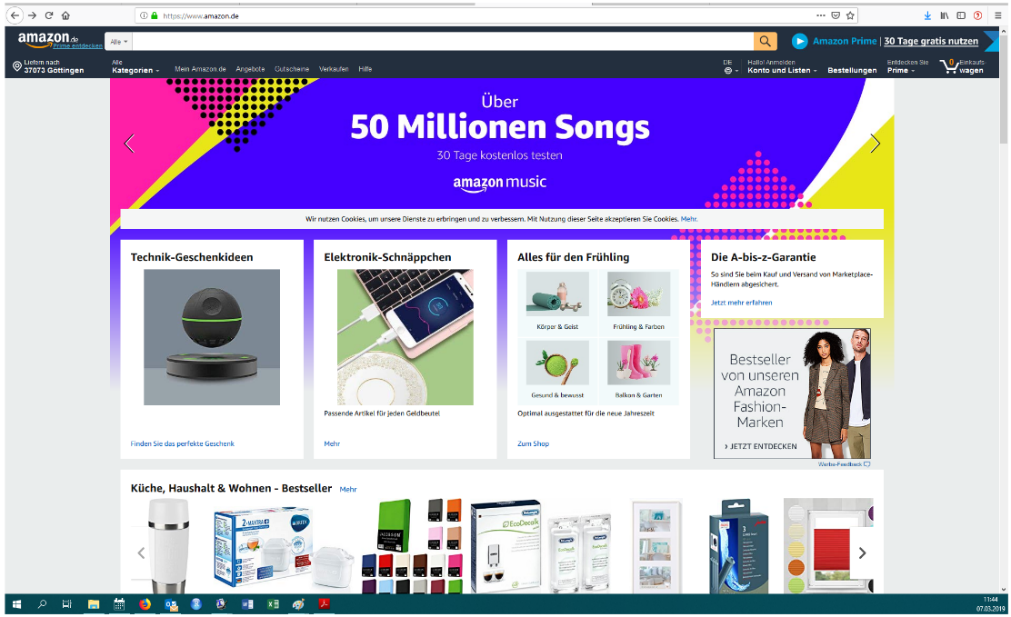 https://www.amazon.de
amazon.de
Prime entdecken
Alle
Amazon Prime | 30 Tage gratis nutzen
Liefern nach
37073 Göttingen
Alle
Kategorien
Mein Amazon.de Angebote Gutscheine Verkaufen Hilfe
DE
Hallo! Anmelden
Konto und Listen
Bestellungen
Entdecken Sie
Prime
0
Einkaufs-
wagen
Über
50 Millionen Songs
30 Tage kostenlos testen
amazon music
Wir nutzen Cookies, um unsere Dienste zu erbringen und zu verbessern. Mit Nutzung dieser Seite akzeptieren Sie Cookies. Mehr.
Technik-Geschenkideen
Finden Sie das perfekte Geschenk
Elektronik-Schnäppchen
Passende Artikel für jeden Geldbeutel
Mehr
Alles für den Frühling
Körper & Geist
Frühling & Farben
Gesund & bewusst
Balkon & Garten
Optimal ausgestattet für die neue Jahreszeit
Zum Shop
Die A-bis-z-Garantie
So sind Sie beim Kauf und Versand von Marketplace-
Händlern abgesichert.
Jetzt mehr erfahren
Bestseller
von unseren
Amazon
Fashion-
Marken
› JETZT ENTDECKEN
Werbe-Feedback
Küche, Haushalt & Wohnen - Bestseller Mehr
BRITA
EcoDecalk
11:44
07.03.2019